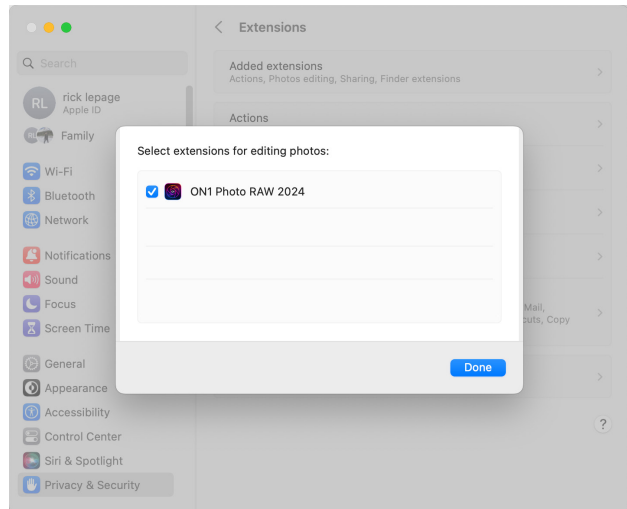 Extensions
Search
RL
rick lepage
Apple ID
Family
Wi-Fi
Bluetooth
Network
Notifications
Sound
Focus
Screen Time
General
Appearance
Accessibility
Control Center
Siri & Spotlight
Privacy & Security
Added extensions
Actions, Photos editing, Sharing, Finder extensions
Actions
Select extensions for editing photos:
ON1 Photo RAW 2024
Done
Mail,
cuts, Copy
?